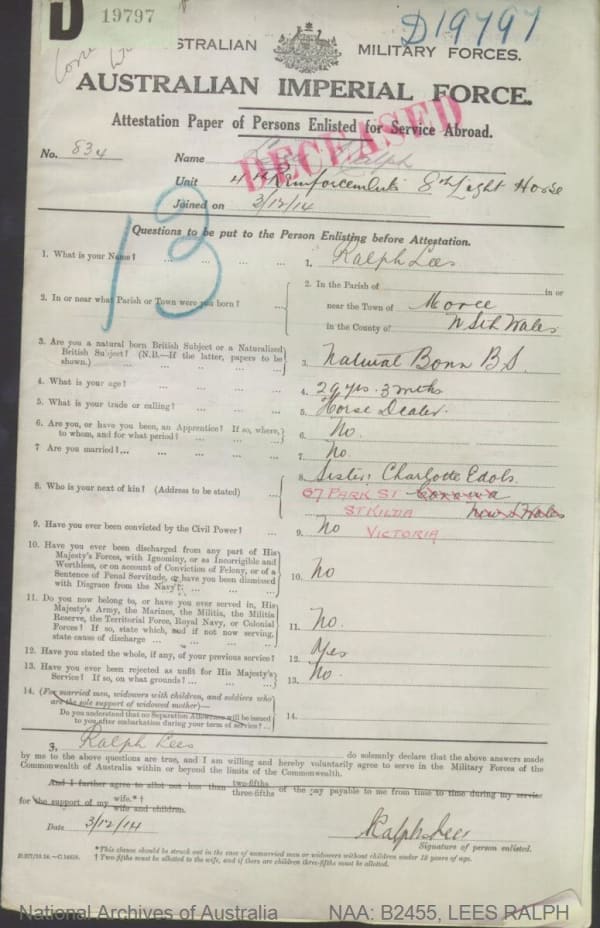 D 19797
D19797
AUSTRALIAN MILITARY FORCES.
AUSTRALIAN IMPERIAL FORCE.
Attestation Paper of Persons Enlisted for Service Abroad.
DECEASED
No. 834 Name Lees Ralph
Unit 4th Reinforcements 8th Light Horse
Joined on 3/12/14
13
Questions to be put to the Person Enlisting before Attestation.
1. What is your Name? ... ... ... ... 1. Ralph Lees
2. In or near what Parish or Town were you born? ... 2. In the Parish of in or
near the Town of Moree
in the County of N Sth Wales
3. Are you a natural born British Subject or a Naturalized
British Subject? (N.B.—If the latter, papers to be
shown.) ... ... ... ... 3. Natural Born B.S.
4. What is your age? ... ... ... ... 4. 29 yrs. 3 mths
5. What is your trade or calling? ... ... ... 5. Horse Dealer.
6. Are you, or have you been, an Apprentice? If so, where,
to whom, and for what period? ... ... ... 6. No.
7 Are you married?... ... ... ... ... 7. No
8. Who is your next of kin? (Address to be stated) ... 8. Sister: Charlotte Edols.
67 PARK ST Corowa
ST KILDA New S Wales
VICTORIA
9. Have you ever been convicted by the Civil Power? ... 9. No
10. Have you ever been discharged from any part of His
Majesty's Forces, with Ignominy, or as Incorrigible and
Worthless, or on account of Conviction of Felony, or of a
Sentence of Penal Servitude, or have you been dismissed
with Disgrace from the Navy? ... ... ... 10. No
11. Do you now belong to, or have you ever served in, His
Majesty's Army, the Marines, the Militia, the Militia
Reserve, the Territorial Force, Royal Navy, or Colonial
Forces? If so, state which, and if not now serving,
state cause of discharge ... ... ... ... 11. No.
12. Have you stated the whole, if any, of your previous service? 12. Yes
13. Have you ever been rejected as unfit for His Majesty's
Service? If so, on what grounds? ... ... ... 13. No.
14. (For married men, widowers with children, and soldiers who
are the sole support of widowed mother)—
Do you understand that no Separation Allowance will be issued
to you after embarkation during your term of service? .. 14.
I, Ralph Lees do solemnly declare that the above answers made
by me to the above questions are true, and I am willing and hereby voluntarily agree to serve in the Military Forces of the
Commonwealth of Australia within or beyond the limits of the Commonwealth.
And I further agree to allot not less than two-fifths three-fifths of the pay payable to me from time to time during my service
for the support of my wife.*† wife and children.
Date 3/12/14 Ralph Lees
Signature of person enlisted.
*This clause should be struck out in the case of unmarried men or widowers without children under 18 years of age.
† Two-fifths must be allotted to the wife, and if there are children three-fifths must be allotted.
National Archives of Australia NAA: B2455, LEES RALPH